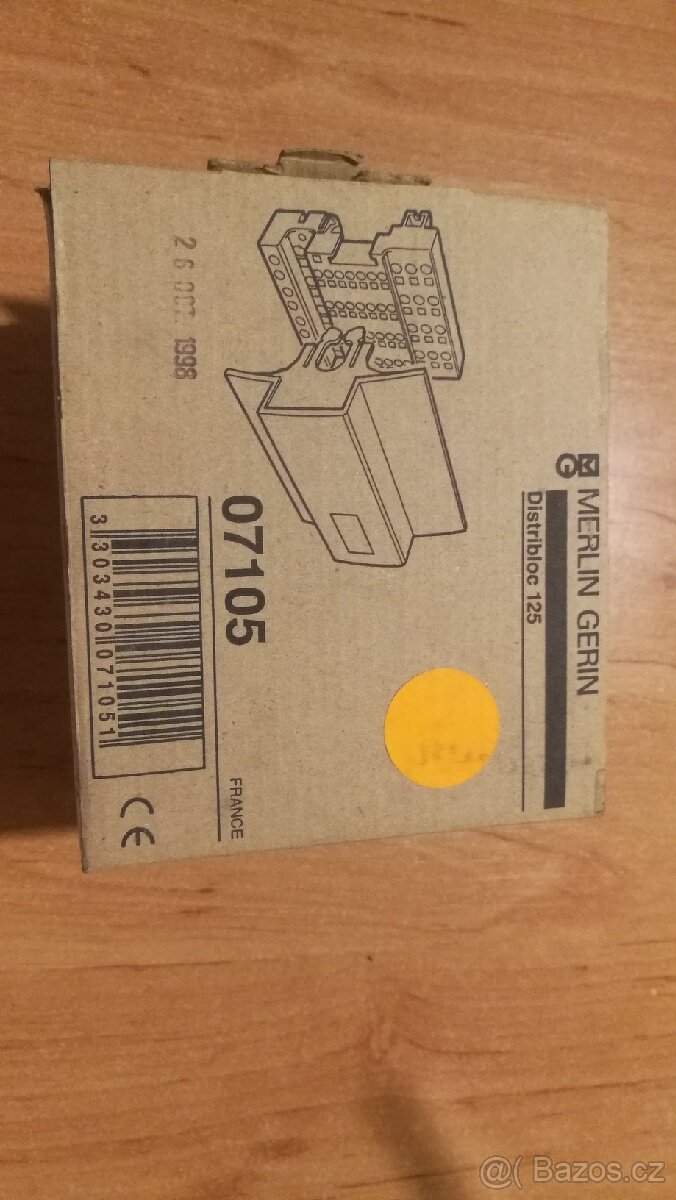 MERLIN GERIN
Distribloc 125
26 OCT. 1998
07105
FRANCE
3 303430 071051
CE
@( Bazos.cz